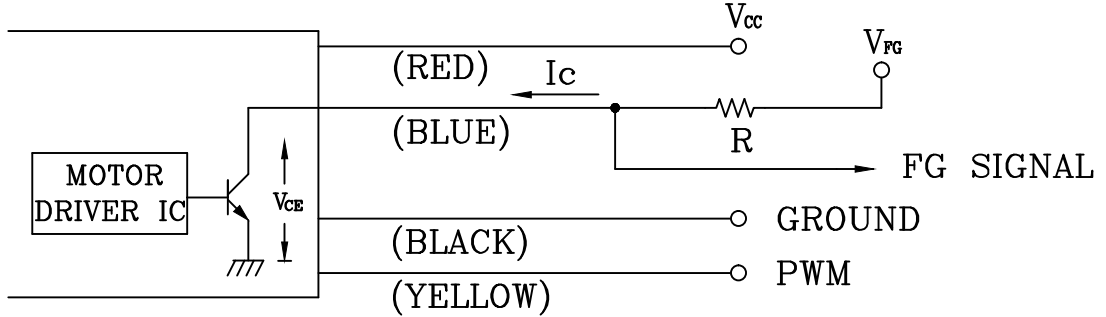 VCC
VFG
(RED)
Ic
(BLUE)
R
MOTOR
DRIVER IC
VCE
FG SIGNAL
GROUND
(BLACK)
PWM
(YELLOW)